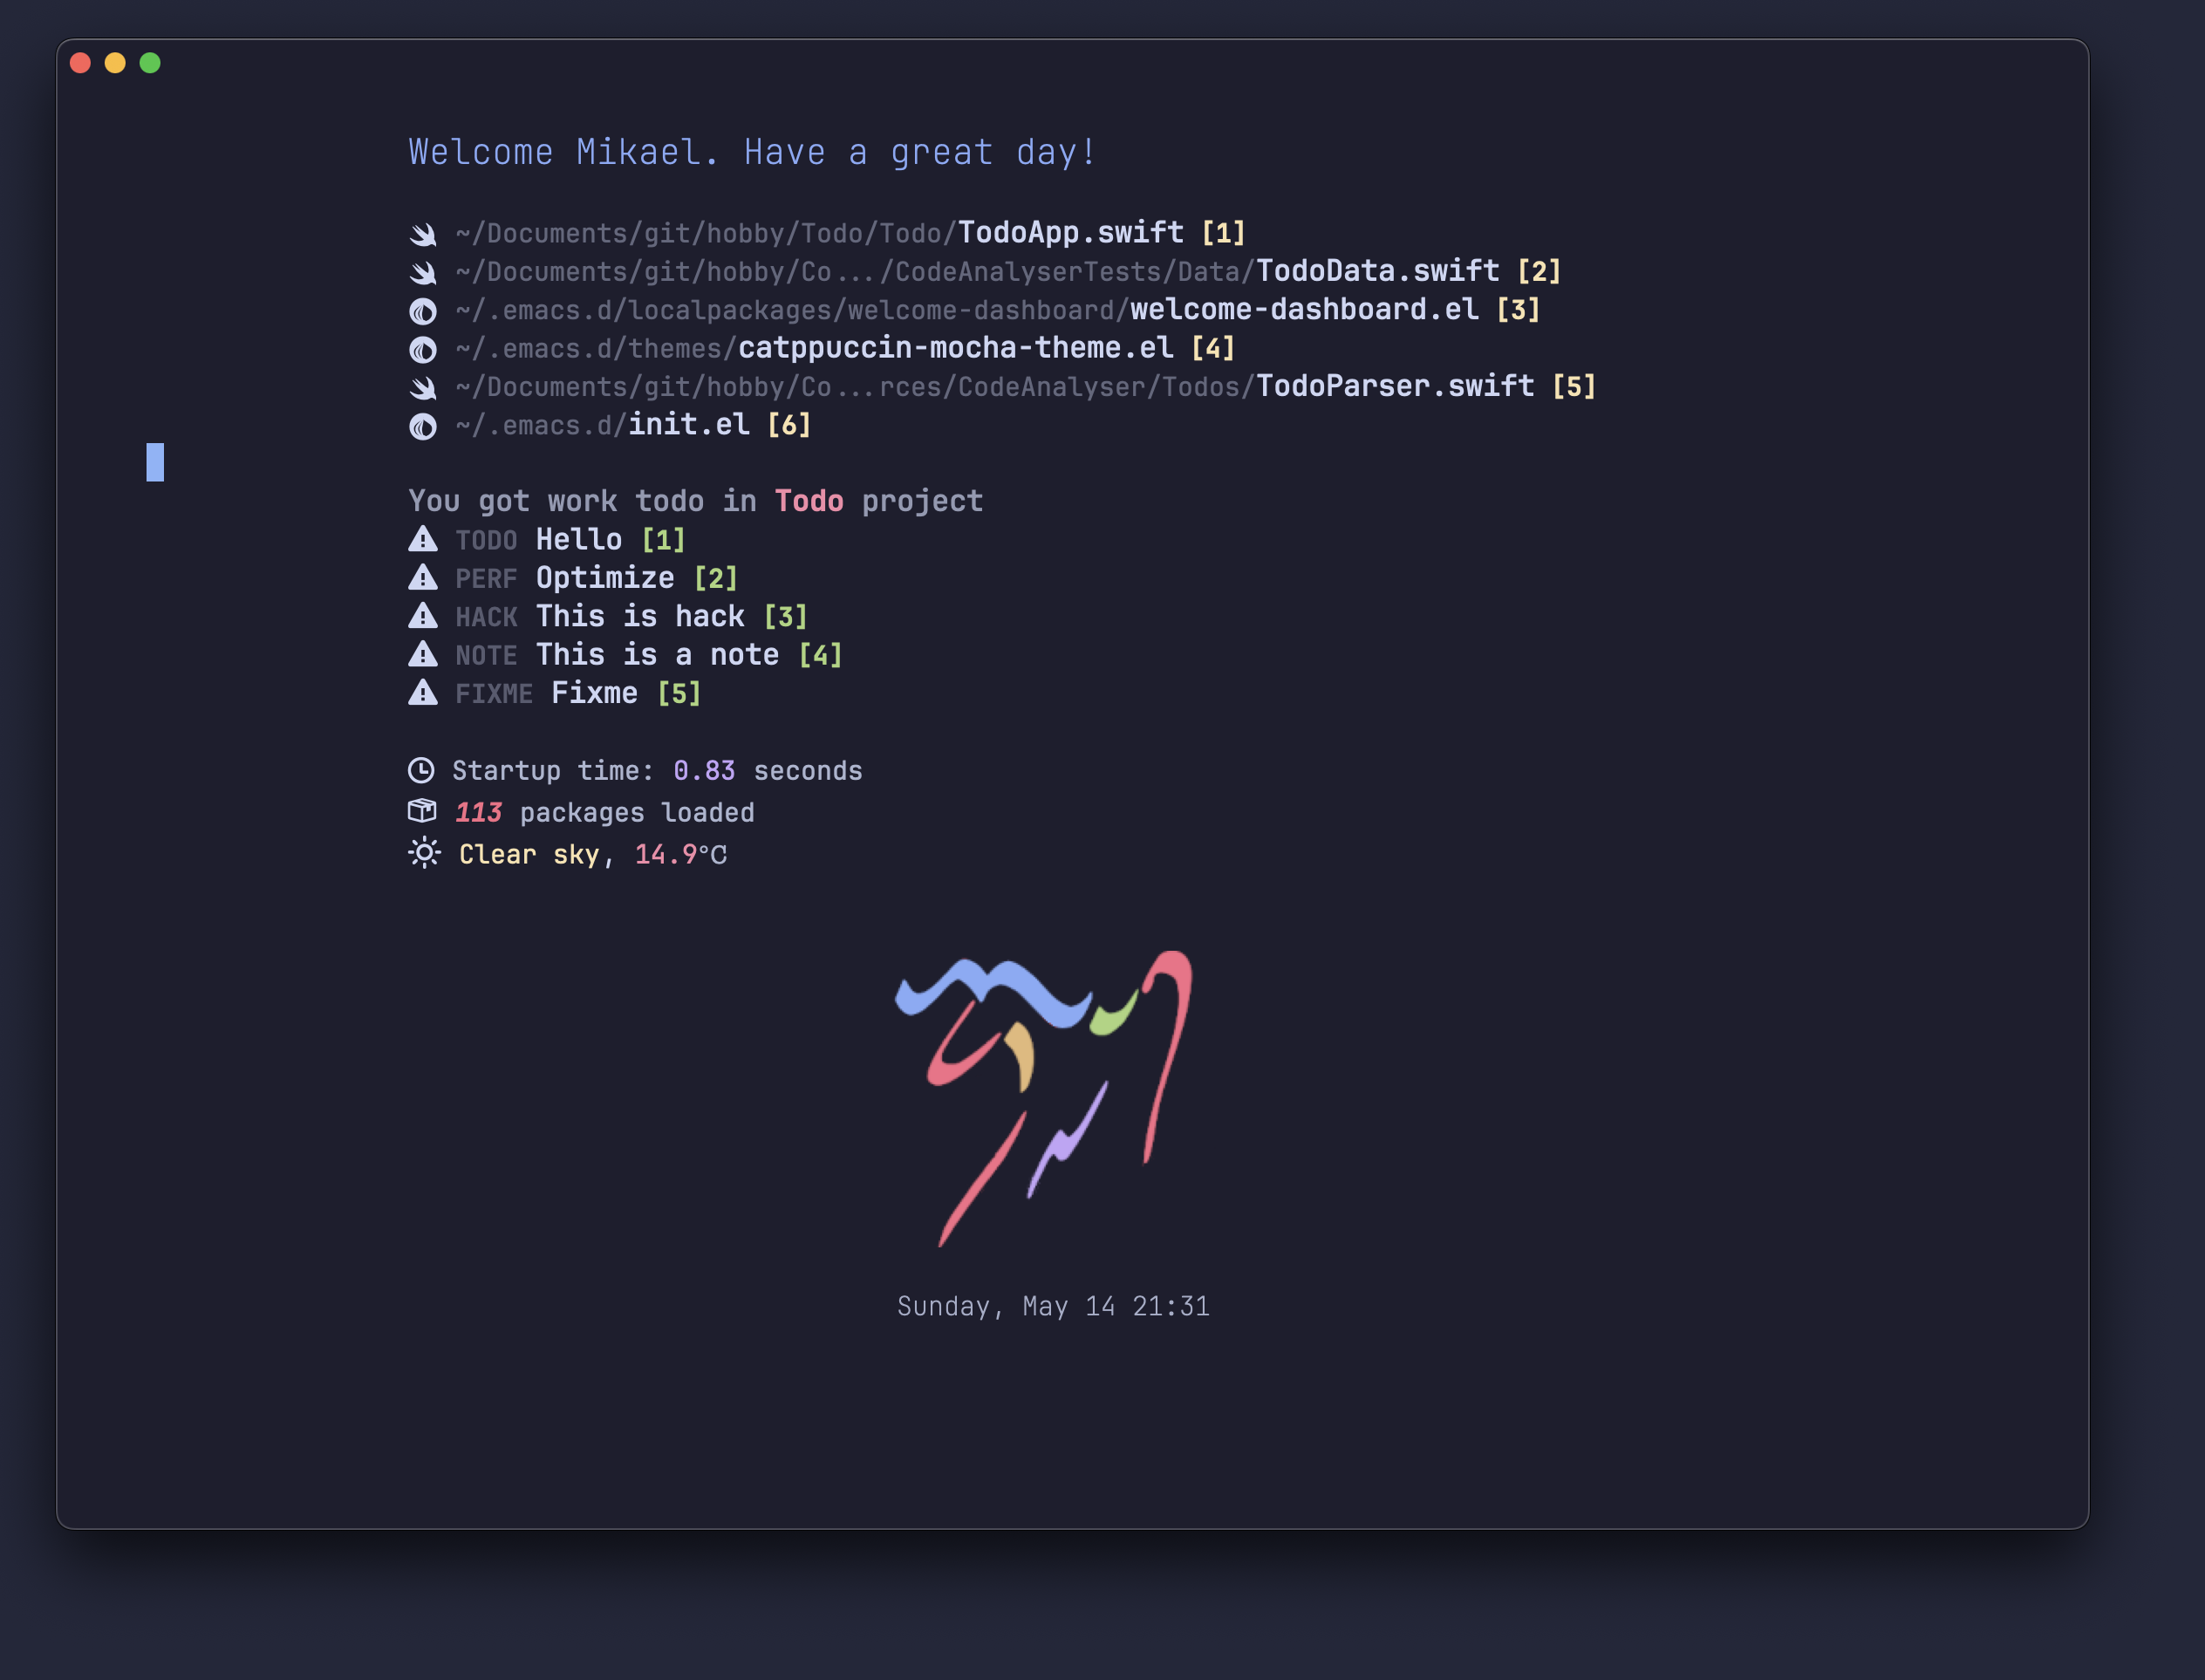 Welcome Mikael. Have a great day!
~/Documents/git/hobby/Todo/Todo/TodoApp.swift [1]
~/Documents/git/hobby/Co.../CodeAnalyserTests/Data/TodoData.swift [2]
~/.emacs.d/localpackages/welcome-dashboard/welcome-dashboard.el [3]
~/.emacs.d/themes/catppuccin-mocha-theme.el [4]
~/Documents/git/hobby/Co...rces/CodeAnalyser/Todos/TodoParser.swift [5]
~/.emacs.d/init.el [6]
You got work todo in Todo project
TODO Hello [1]
PERF Optimize [2]
HACK This is hack [3]
NOTE This is a note [4]
FIXME Fixme [5]
Startup time: 0.83 seconds
113 packages loaded
Clear sky, 14.9℃
Sunday, May 14 21:31